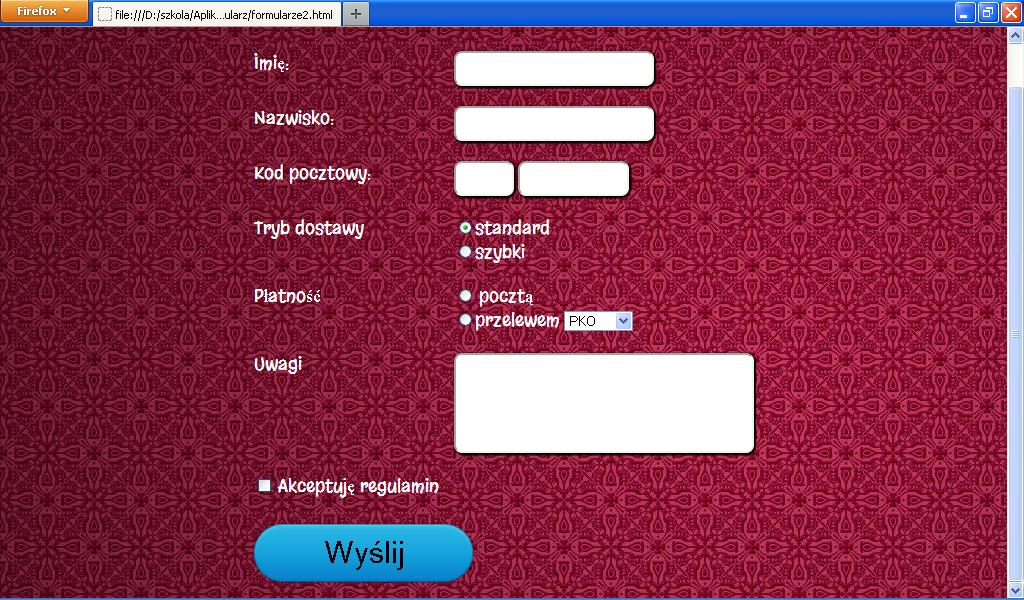 Firefox
file:///D:/szkola/Aplik...ularz/formularze2.html
Imię:
Nazwisko:
Kod pocztowy:
Tryb dostawy
standard
szybki
Płatność
pocztą
przelewem PKO
Uwagi
Akceptuję regulamin
Wyślij